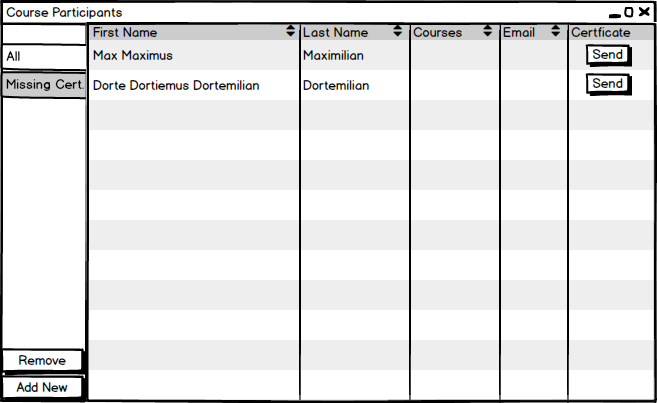 Course Participants
First Name Last Name Courses Email Certficate
All Max Maximus Maximilian Send
Missing Cert. Dorte Dortiemus Dortemilian Dortemilian Send
Remove
Add New